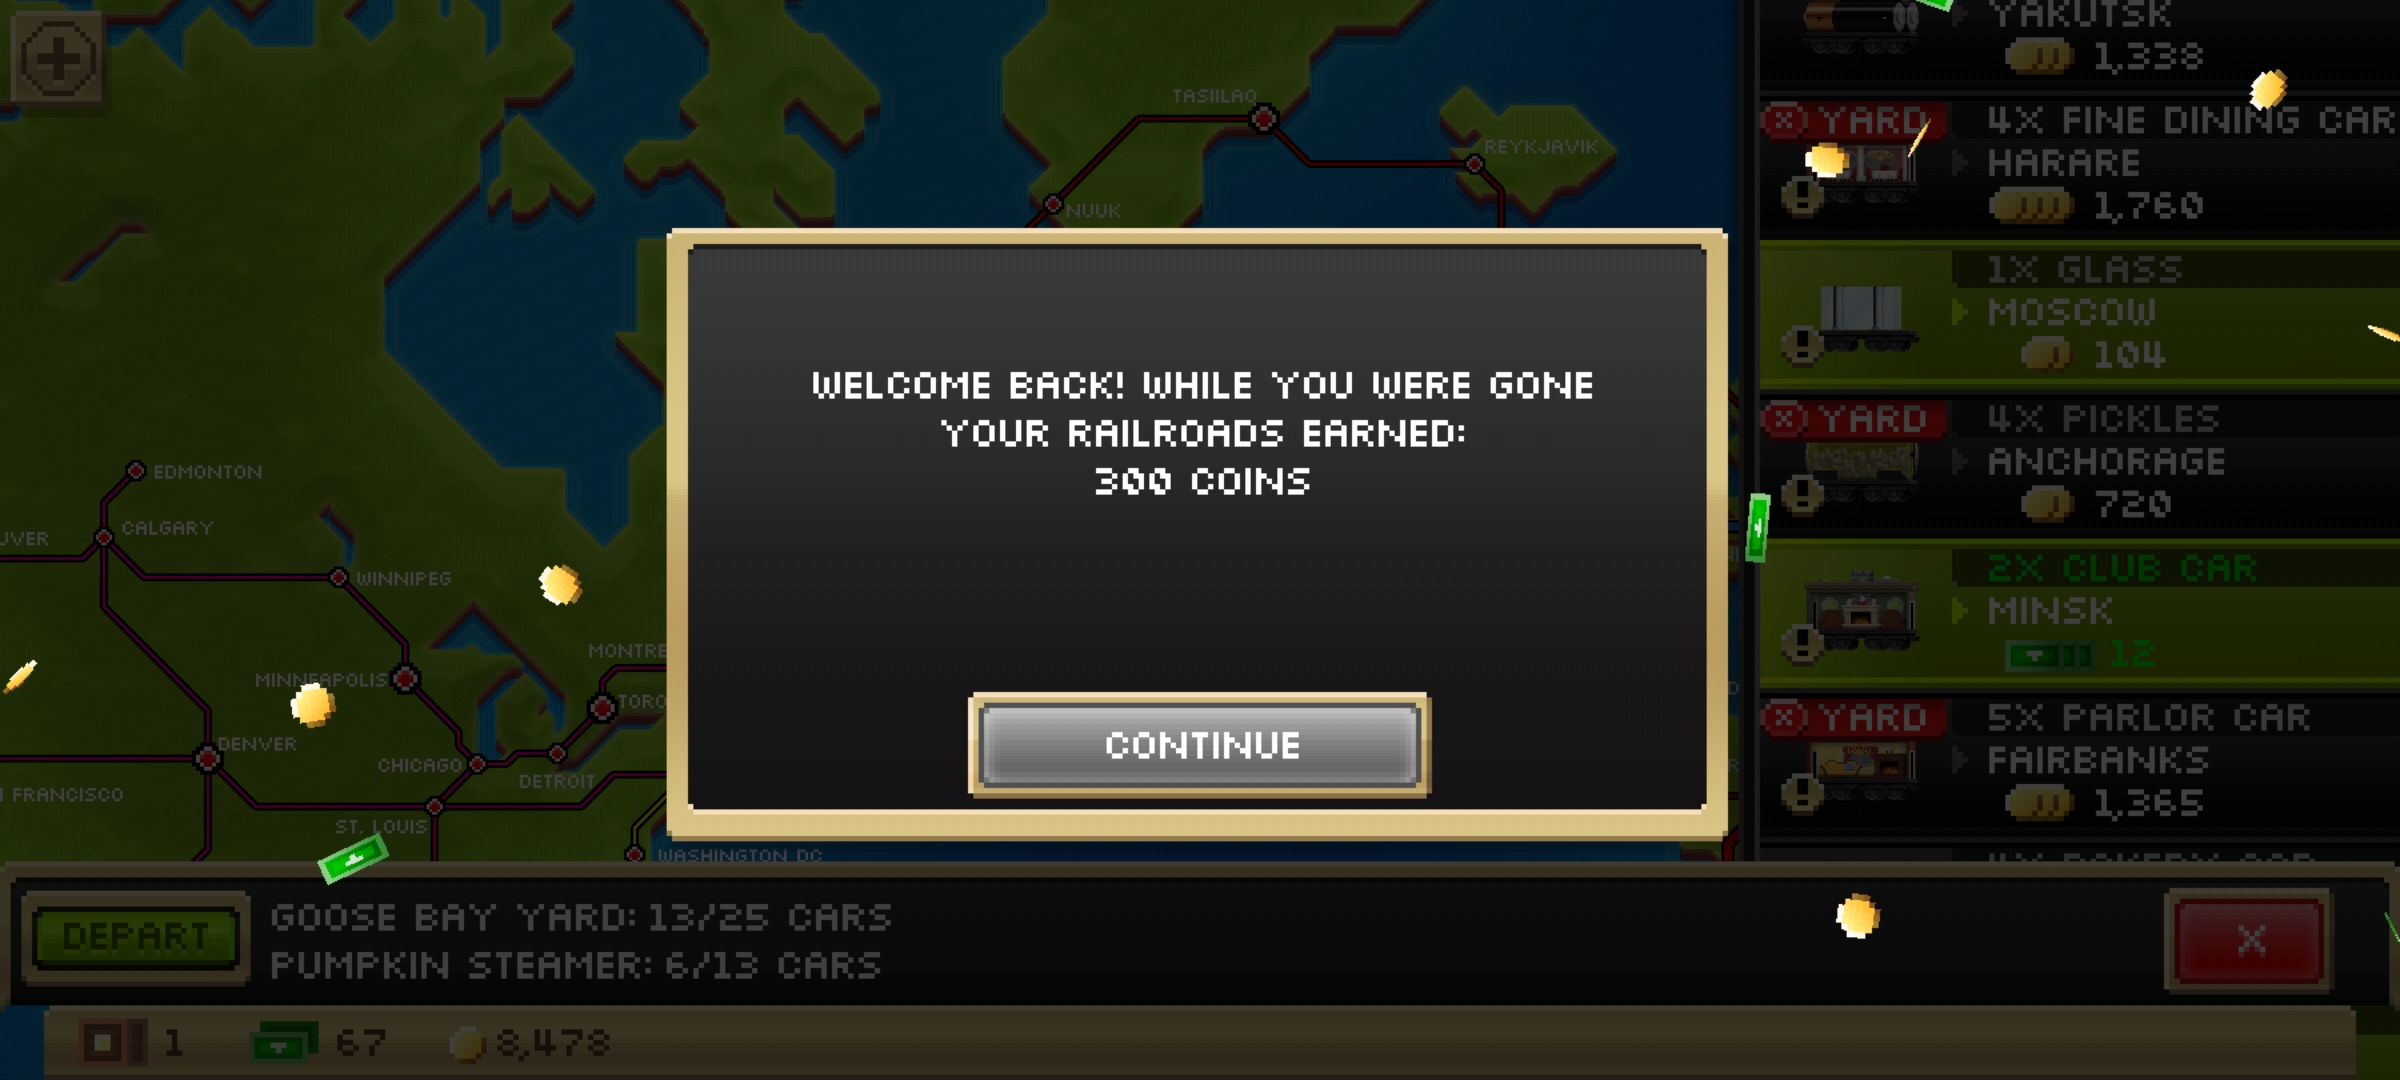 WELCOME BACK! WHILE YOU WERE GONE
YOUR RAILROADS EARNED:
300 COINS
CONTINUE
TASIILAQ
REYKJAVIK
NUUK
EDMONTON
CALGARY
WINNIPEG
MINNEAPOLIS
DENVER
CHICAGO
DETROIT
ST. LOUIS
WASHINGTON DC
FRANCISCO
YAKUTSK
1,338
YARD
4X FINE DINING CAR
HARARE
1,760
1X GLASS
MOSCOW
104
YARD
4X PICKLES
ANCHORAGE
720
2X CLUB CAR
MINSK
12
YARD
5X PARLOR CAR
FAIRBANKS
1,365
4X BAKERY CAR
DEPART
GOOSE BAY YARD: 13/25 CARS
PUMPKIN STEAMER: 6/13 CARS
X
1
67
8,478